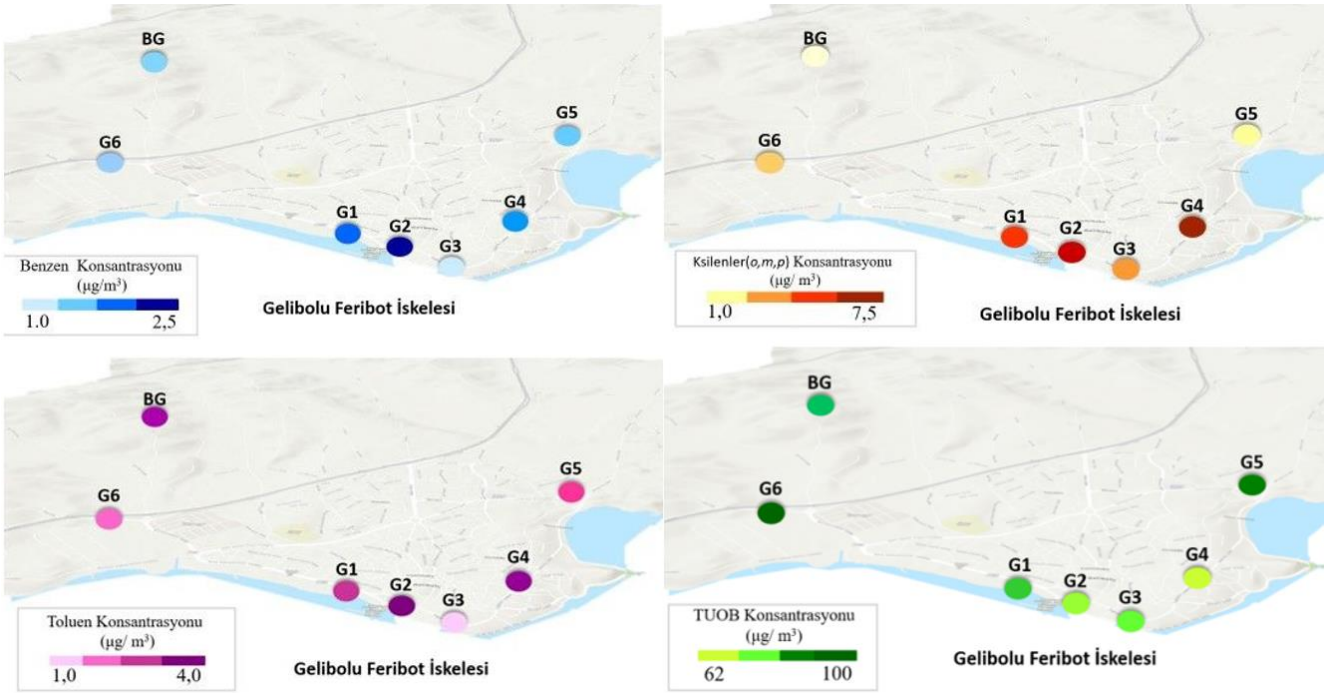 BG
G6
G5
G1
G2
G3
G4
Benzen Konsantrasyonu
(µg/m³)
1.0 2,5
Gelibolu Feribot İskelesi
BG
G6
G5
G1
G2
G3
G4
Ksilenler(o,m,p) Konsantrasyonu
(µg/ m³)
1,0 7,5
Gelibolu Feribot İskelesi
BG
G6
G5
G1
G2
G3
G4
Toluen Konsantrasyonu
(µg/ m³)
1,0 4,0
Gelibolu Feribot İskelesi
BG
G6
G5
G1
G2
G3
G4
TUOB Konsantrasyonu
(µg/ m³)
62 100
Gelibolu Feribot İskelesi